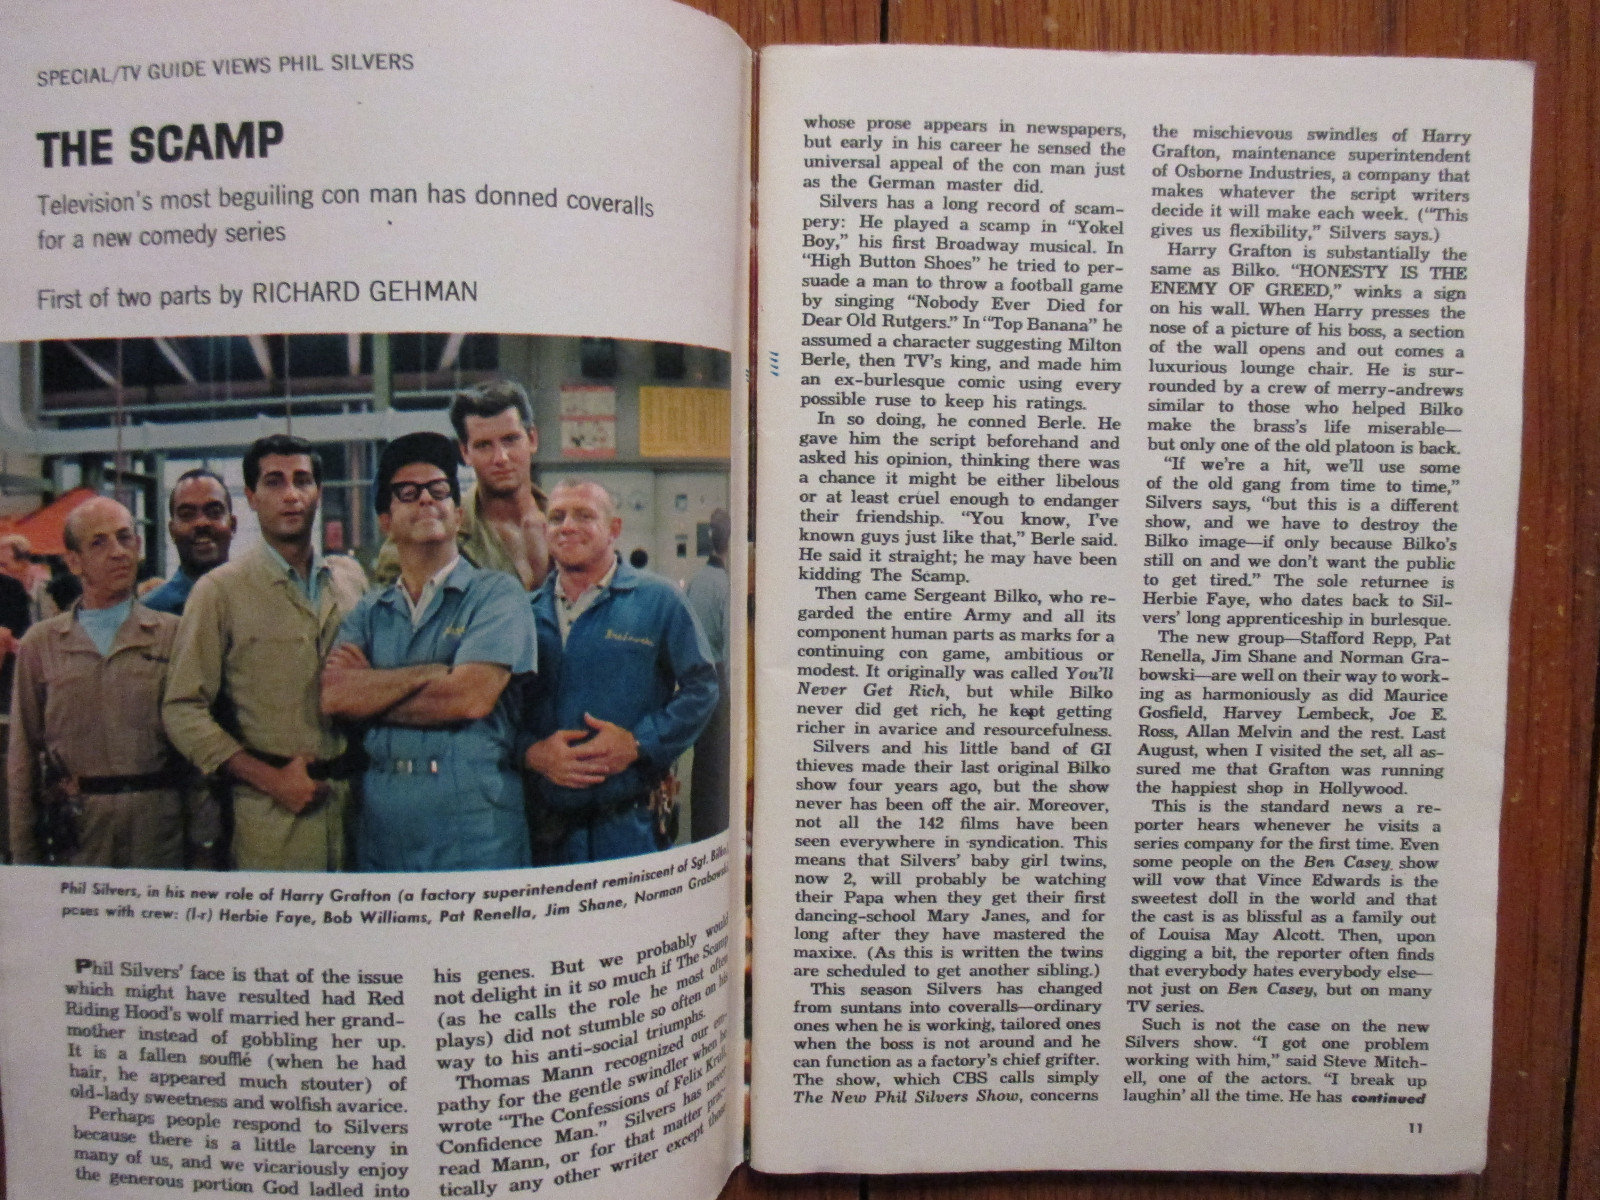 SPECIAL/TV GUIDE VIEWS PHIL SILVERS
THE SCAMP
Television's most beguiling con man has donned coveralls
for a new comedy series
First of two parts by RICHARD GEHMAN
Phil Silvers, in his new role of Harry Grafton (a factory superintendent reminiscent of Sgt. Bilko)
poses with crew: (l-r) Herbie Faye, Bob Williams, Pat Renella, Jim Shane, Norman Grabowski
Phil Silvers' face is that of the issue
which might have resulted had Red
Riding Hood's wolf married her grand-
mother instead of gobbling her up.
It is a fallen soufflé (when he had
hair, he appeared much stouter) of
old-lady sweetness and wolfish avarice.
Perhaps people respond to Silvers
because there is a little larceny in
many of us, and we vicariously enjoy
the generous portion God ladled into
his genes. But we probably would
not delight in it so much if The Scamp
(as he calls the role he most often
plays) did not stumble so often on his
way to his anti-social triumphs.
Thomas Mann recognized our em-
pathy for the gentle swindler when he
wrote "The Confessions of Felix Krull,
Confidence Man." Silvers has never
read Mann, or for that matter prac-
tically any other writer except those
whose prose appears in newspapers,
but early in his career he sensed the
universal appeal of the con man just
as the German master did.
Silvers has a long record of scam-
pery: He played a scamp in "Yokel
Boy," his first Broadway musical. In
"High Button Shoes" he tried to per-
suade a man to throw a football game
by singing "Nobody Ever Died for
Dear Old Rutgers." In "Top Banana" he
assumed a character suggesting Milton
Berle, then TV's king, and made him
an ex-burlesque comic using every
possible ruse to keep his ratings.
In so doing, he conned Berle. He
gave him the script beforehand and
asked his opinion, thinking there was
a chance it might be either libelous
or at least cruel enough to endanger
their friendship. "You know, I've
known guys just like that," Berle said.
He said it straight; he may have been
kidding The Scamp.
Then came Sergeant Bilko, who re-
garded the entire Army and all its
component human parts as marks for a
continuing con game, ambitious or
modest. It originally was called You'll
Never Get Rich, but while Bilko
never did get rich, he kept getting
richer in avarice and resourcefulness.
Silvers and his little band of GI
thieves made their last original Bilko
show four years ago, but the show
never has been off the air. Moreover,
not all the 142 films have been
seen everywhere in syndication. This
means that Silvers' baby girl twins,
now 2, will probably be watching
their Papa when they get their first
dancing-school Mary Janes, and for
long after they have mastered the
maxixe. (As this is written the twins
are scheduled to get another sibling.)
This season Silvers has changed
from suntans into coveralls—ordinary
ones when he is working, tailored ones
when the boss is not around and he
can function as a factory's chief grifter.
The show, which CBS calls simply
The New Phil Silvers Show, concerns
the mischievous swindles of Harry
Grafton, maintenance superintendent
of Osborne Industries, a company that
makes whatever the script writers
decide it will make each week. ("This
gives us flexibility," Silvers says.)
Harry Grafton is substantially the
same as Bilko. "HONESTY IS THE
ENEMY OF GREED," winks a sign
on his wall. When Harry presses the
nose of a picture of his boss, a section
of the wall opens and out comes a
luxurious lounge chair. He is sur-
rounded by a crew of merry-andrews
similar to those who helped Bilko
make the brass's life miserable—
but only one of the old platoon is back.
"If we're a hit, we'll use some
of the old gang from time to time,"
Silvers says, "but this is a different
show, and we have to destroy the
Bilko image—if only because Bilko's
still on and we don't want the public
to get tired." The sole returnee is
Herbie Faye, who dates back to Sil-
vers' long apprenticeship in burlesque.
The new group—Stafford Repp, Pat
Renella, Jim Shane and Norman Gra-
bowski—are well on their way to work-
ing as harmoniously as did Maurice
Gosfield, Harvey Lembeck, Joe E.
Ross, Allan Melvin and the rest. Last
August, when I visited the set, all as-
sured me that Grafton was running
the happiest shop in Hollywood.
This is the standard news a re-
porter hears whenever he visits a
series company for the first time. Even
some people on the Ben Casey show
will vow that Vince Edwards is the
sweetest doll in the world and that
the cast is as blissful as a family out
of Louisa May Alcott. Then, upon
digging a bit, the reporter often finds
that everybody hates everybody else—
not just on Ben Casey, but on many
TV series.
Such is not the case on the new
Silvers show. "I got one problem
working with him," said Steve Mitch-
ell, one of the actors. "I break up
laughin' all the time. He has continued
11